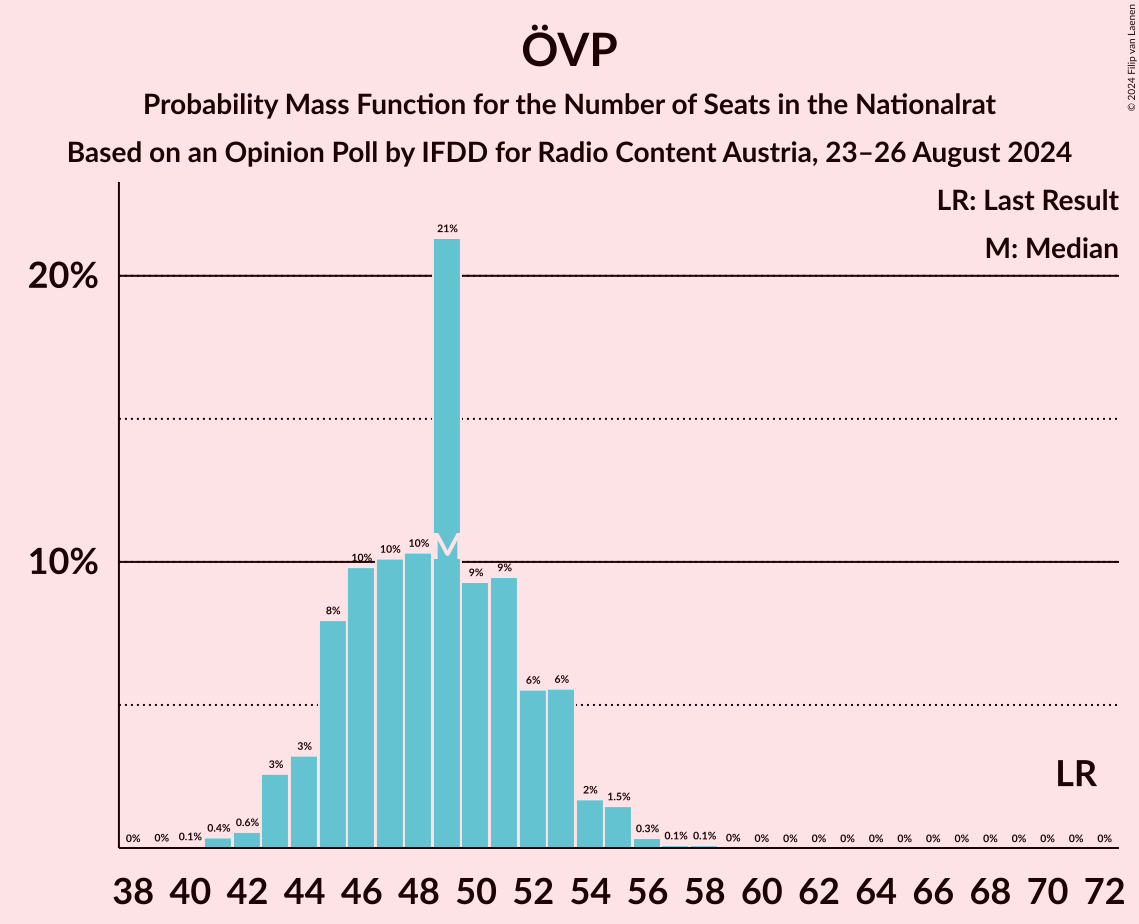 ÖVP
Probability Mass Function for the Number of Seats in the Nationalrat
Based on an Opinion Poll by IFDD for Radio Content Austria, 23–26 August 2024
© 2024 Filip van Laenen
LR: Last Result
M: Median
20%
10%
0% 0% 0.1% 0.4% 0.6% 3% 3% 8% 10% 10% 10% 21% 9% 9% 6% 6% 2% 1.5% 0.3% 0.1% 0.1% 0% 0% 0% 0% 0% 0% 0% 0% 0% 0% 0% 0% 0% 0%
M
LR
38 40 42 44 46 48 50 52 54 56 58 60 62 64 66 68 70 72